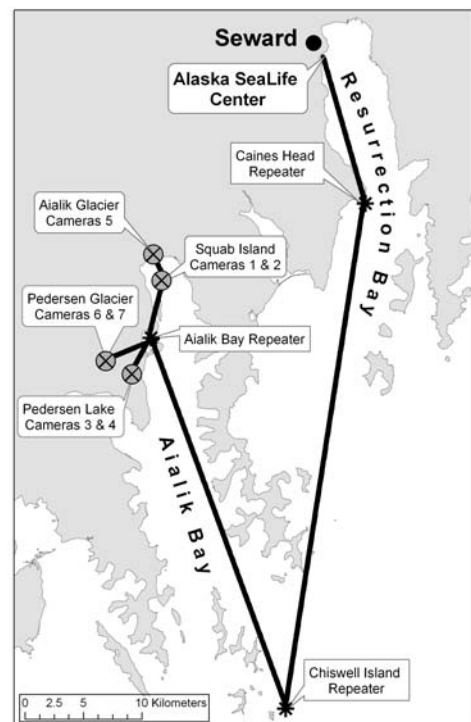 Seward
Alaska SeaLife
Center
Resurrection Bay
Caines Head
Repeater
Aialik Glacier
Cameras 5
Squab Island
Cameras 1 & 2
Pedersen Glacier
Cameras 6 & 7
Aialik Bay Repeater
Pedersen Lake
Cameras 3 & 4
Aialik Bay
Chiswell Island
Repeater
0 2.5 5 10 Kilometers